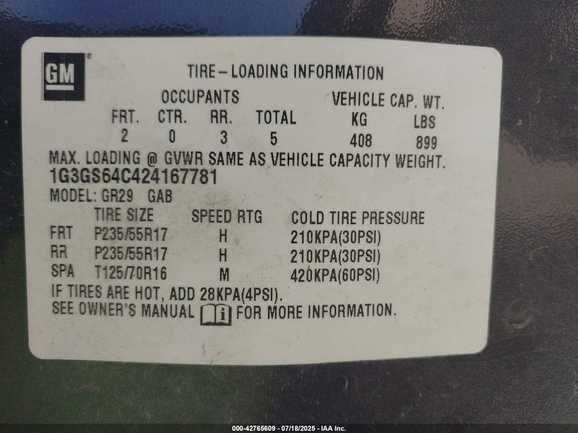 GM
TIRE-LOADING INFORMATION
OCCUPANTS VEHICLE CAP. WT.
FRT. CTR. RR. TOTAL KG LBS
2 0 3 5 408 899
MAX. LOADING @ GVWR SAME AS VEHICLE CAPACITY WEIGHT.
1G3GS64C424167781
MODEL: GR29 GAB
TIRE SIZE SPEED RTG COLD TIRE PRESSURE
FRT P235/55R17 H 210KPA(30PSI)
RR P235/55R17 H 210KPA(30PSI)
SPA T125/70R16 M 420KPA(60PSI)
IF TIRES ARE HOT, ADD 28KPA(4PSI).
SEE OWNER'S MANUAL i FOR MORE INFORMATION.
000-42765609 - 07/18/2025 - IAA Inc.